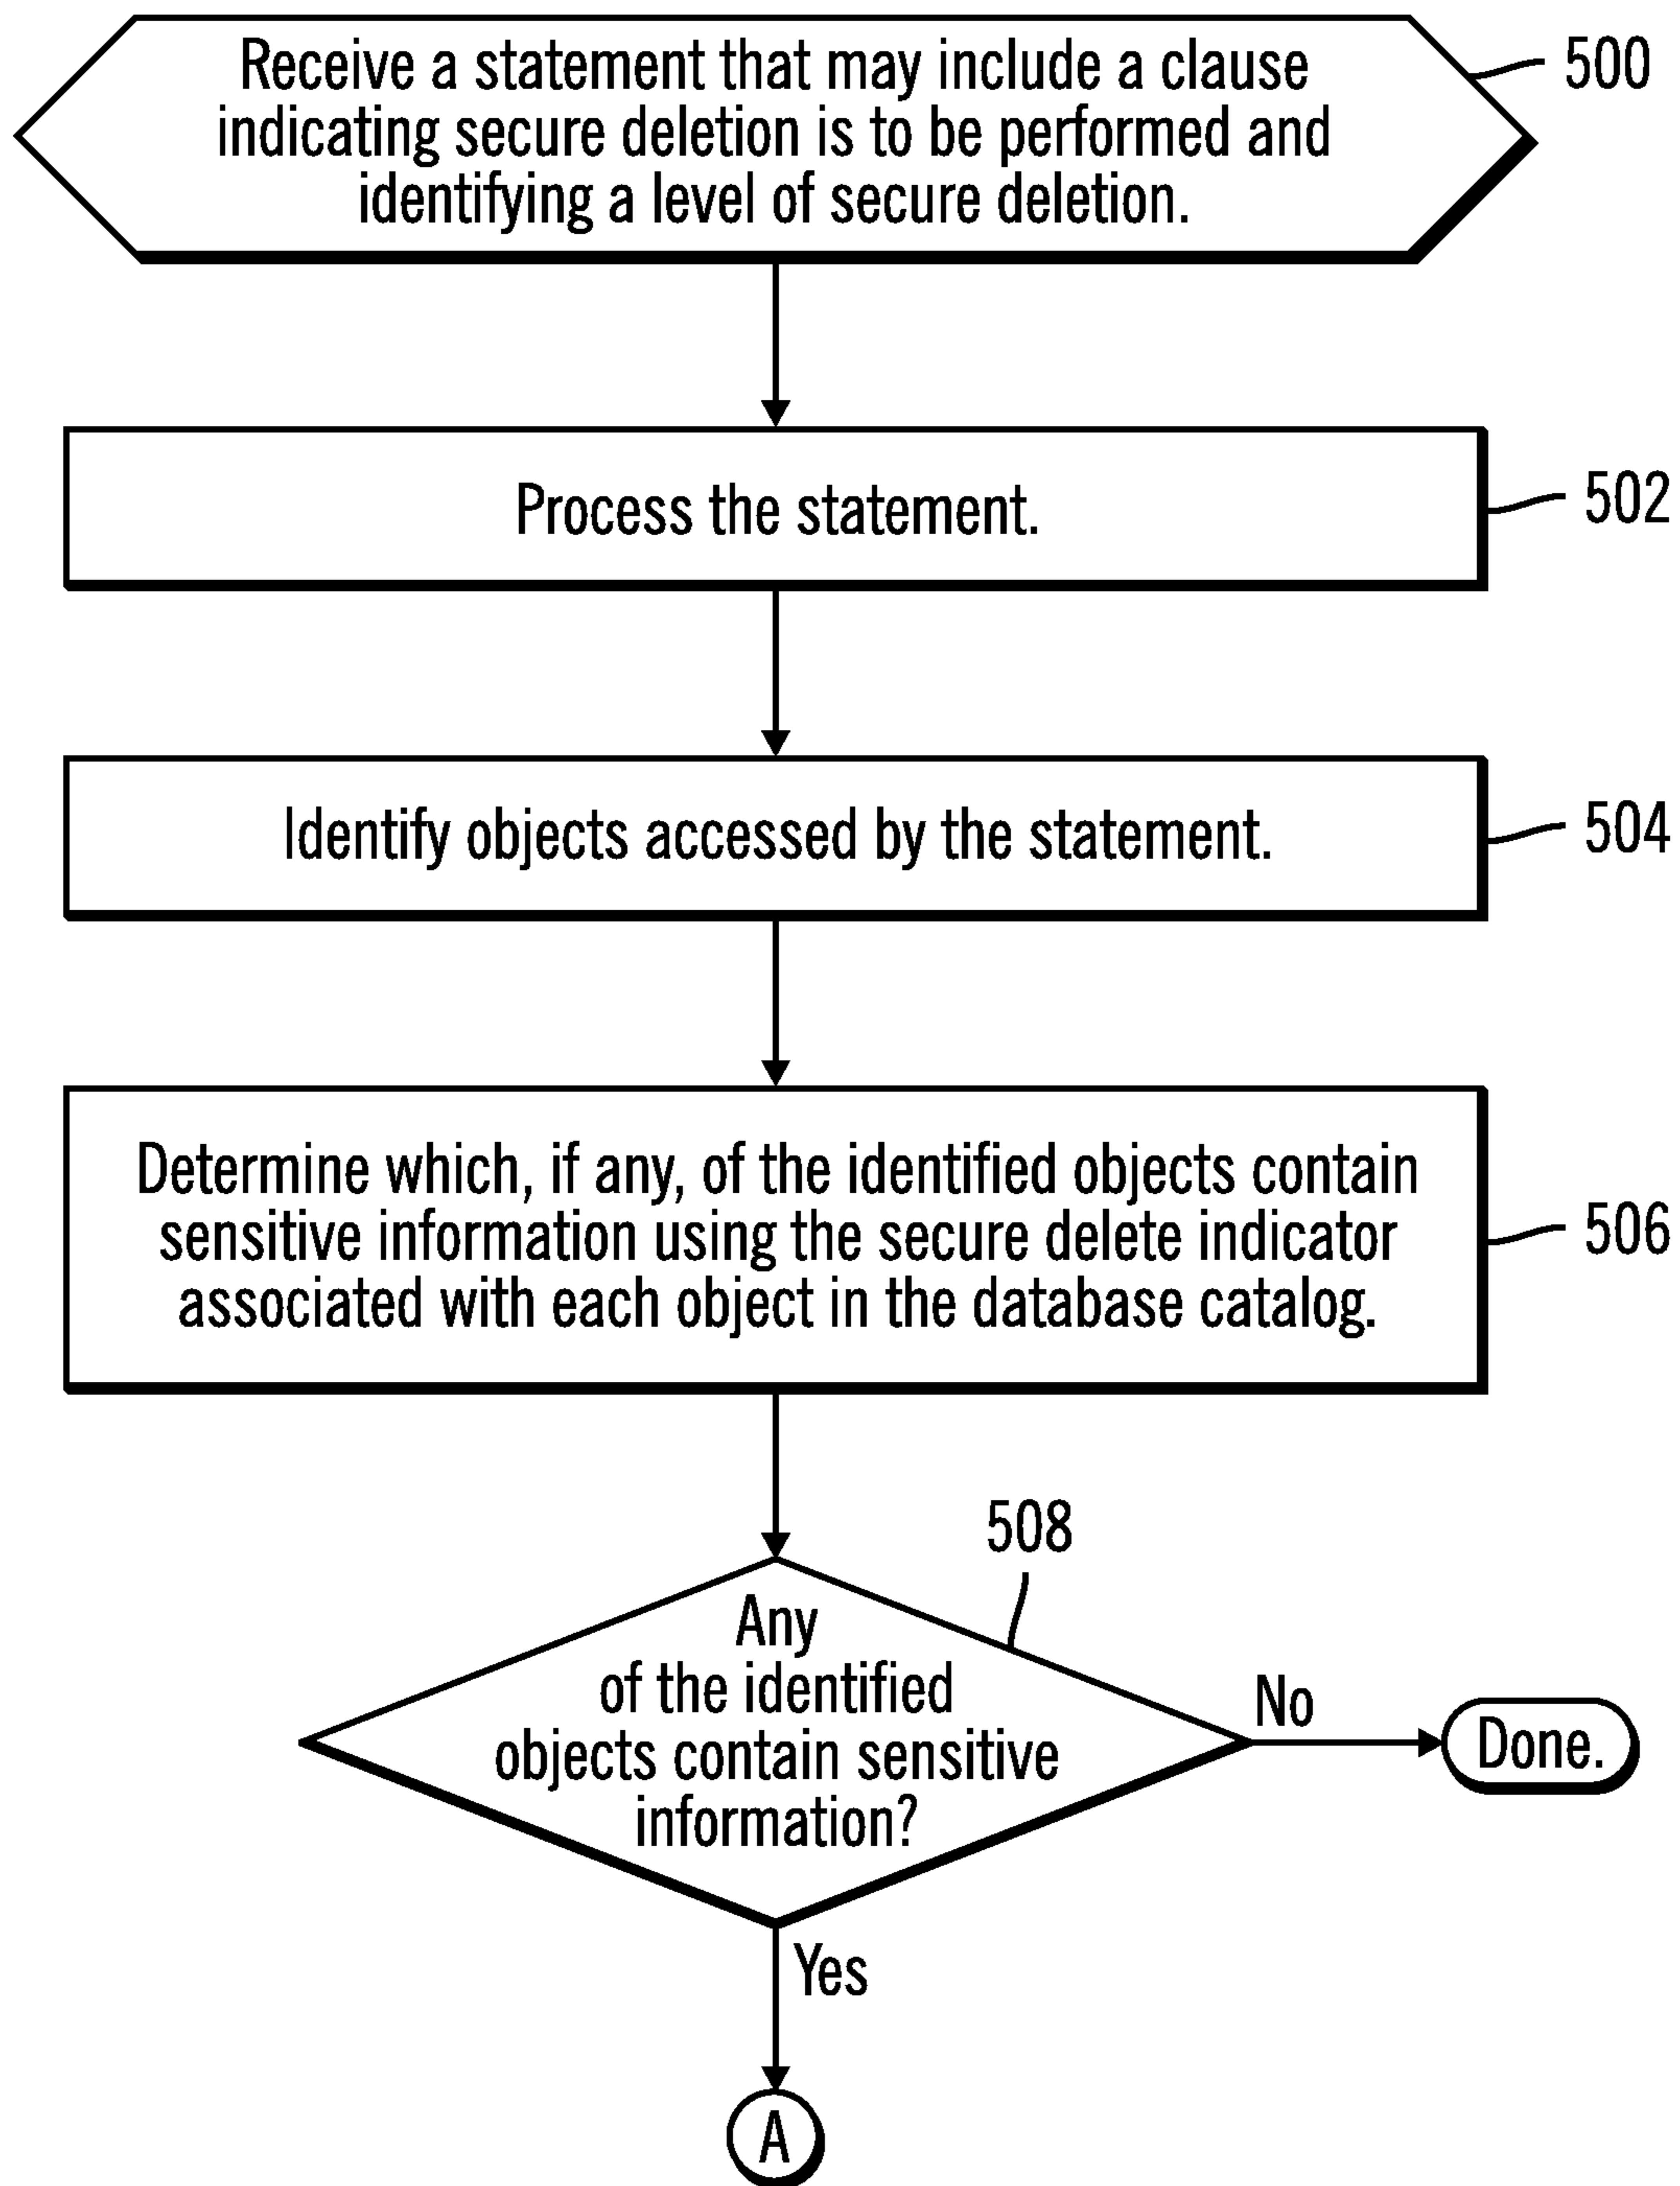 Receive a statement that may include a clause
indicating secure deletion is to be performed and
identifying a level of secure deletion.
500
Process the statement.
502
Identify objects accessed by the statement.
504
Determine which, if any, of the identified objects contain
sensitive information using the secure delete indicator
associated with each object in the database catalog.
506
508
Any
of the identified
objects contain sensitive
information?
No
Done.
Yes
A